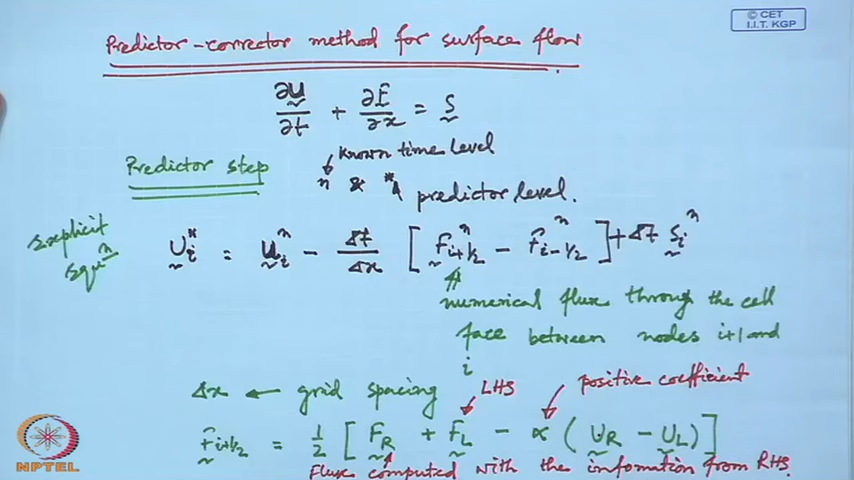 © CET
I.I.T. KGP
Predictor-corrector method for surface flow
∂U/∂t + ∂F/∂x = S
Known time level
Predictor step
n & * predictor level.
explicit
equⁿ
U_i^* = U_i^n - Δt/Δx [F_{i+1/2}^n - F_{i-1/2}^n] + Δt S_i^n
numerical flux through the cell
face between nodes i+1 and
i
Δx ← grid spacing
LHS
positive coefficient
F_{i+1/2} = 1/2 [F_R + F_L - α (U_R - U_L)]
Flux computed with the infomation from RHS.
NPTEL